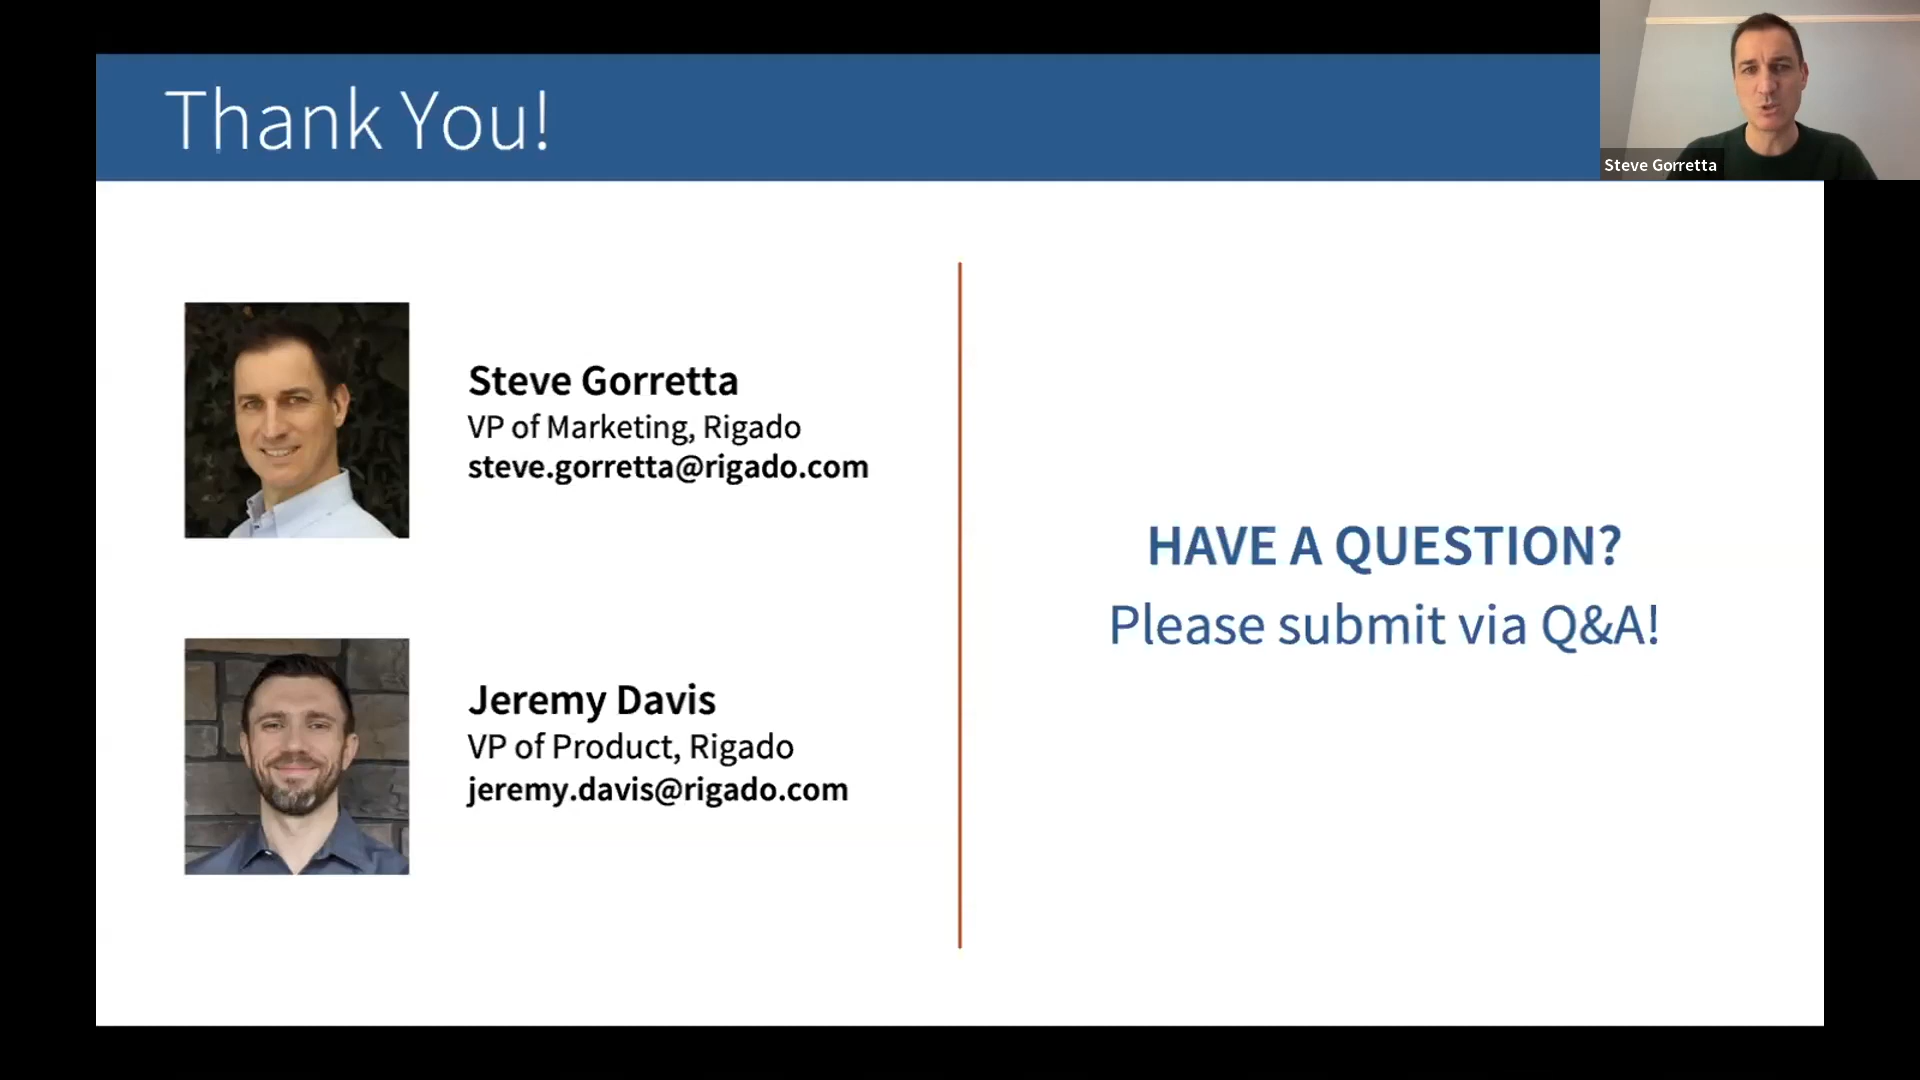 Thank You!
Steve Gorretta
Steve Gorretta
VP of Marketing, Rigado
steve.gorretta@rigado.com
HAVE A QUESTION?
Please submit via Q&A!
Jeremy Davis
VP of Product, Rigado
jeremy.davis@rigado.com